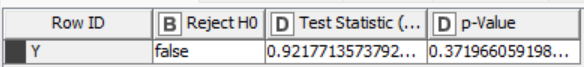 Row ID B Reject H0 D Test Statistic (... D p-Value
Y false 0.9217713573792... 0.371966059198...